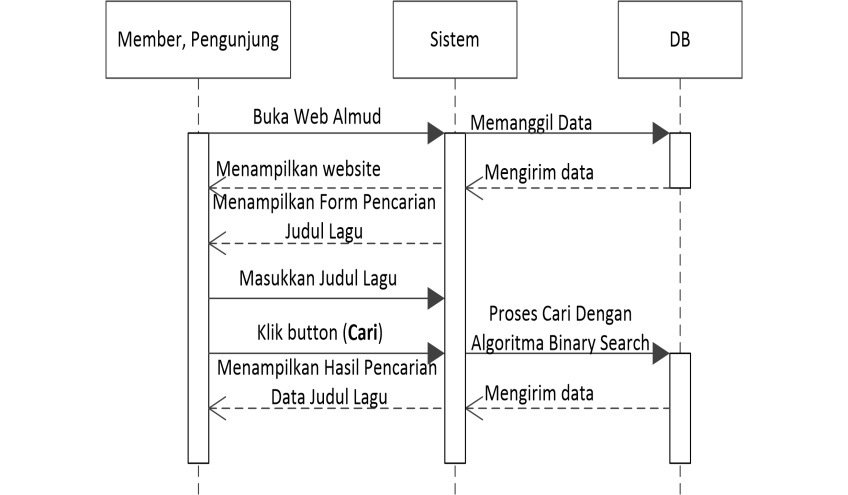 Member, Pengunjung
Sistem
DB
Buka Web Almud
Memanggil Data
Menampilkan website
Mengirim data
Menampilkan Form Pencarian
Judul Lagu
Masukkan Judul Lagu
Klik button (Cari)
Proses Cari Dengan
Algoritma Binary Search
Menampilkan Hasil Pencarian
Data Judul Lagu
Mengirim data